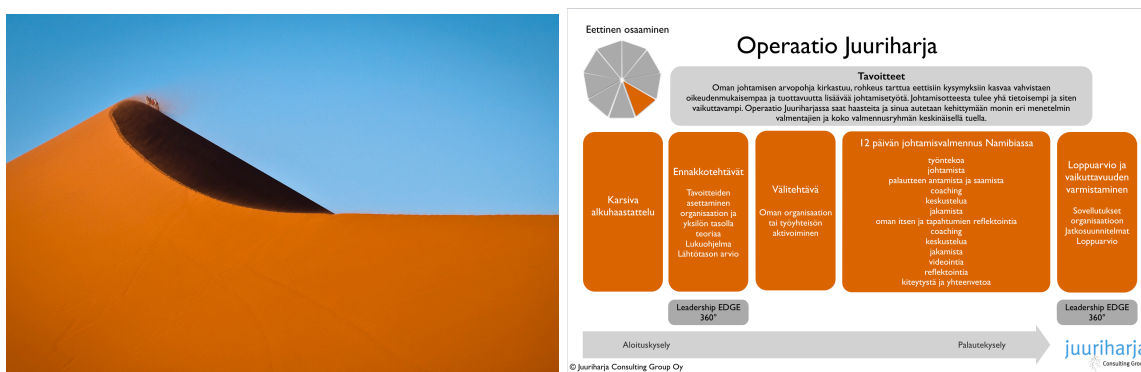 Eettinen osaaminen
Operaatio Juuriharja
Tavoitteet
Oman johtamisen arvopohja kirkastuu, rohkeus tarttua eettisiin kysymyksiin kasvaa vahvistaen
oikeudenmukaisempaa ja tuottavuutta lisäävää johtamisetyötä. Johtamisotteesta tulee yhä tietoisempi ja siten
vaikuttavampi. Operaatio Juuriharjassa saat haasteita ja sinua autetaan kehittymään monin eri menetelmin
valmentajien ja koko valmennusryhmän keskinäisellä tuella.
Karsiva
alkuhaastattelu
Ennakkotehtävät
Tavoitteiden
asettaminen
organisaation ja
yksilön tasolla
teoriaa
Lukuohjelma
Lähtötason arvio
Välitehtävä
Oman organisaation
tai työyhteisön
aktivoiminen
12 päivän johtamisvalmennus Namibiassa
työntekoa
johtamista
palautteen antamista ja saamista
coaching
keskustelua
jakamista
oman itsen ja tapahtumien reflektointia
coaching
keskustelua
jakamista
videointia
reflektointia
kiteytystä ja yhteenvetoa
Loppuarvio ja
vaikuttavuuden
varmistaminen
Sovellutukset
organisaatioon
Jatkosuunnitelmat
Loppuarvio
Leadership EDGE
360°
Leadership EDGE
360°
Aloituskysely
Palautekysely
juuriharja
Consulting Grou
© Juuriharja Consulting Group Oy